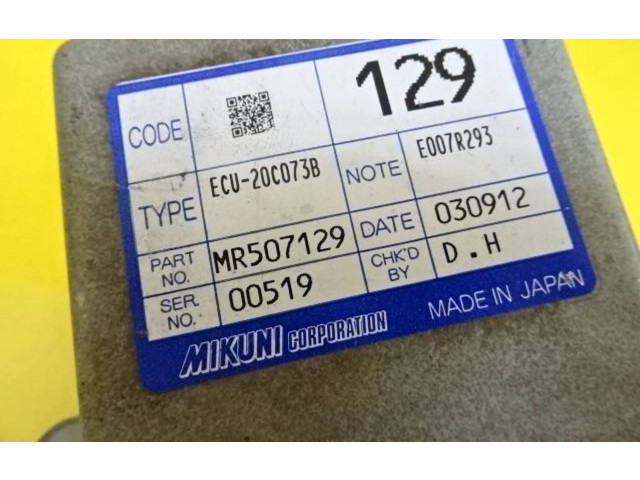 CODE 129
TYPE ECU-20C073B NOTE E007R293
PART NO. MR507129 DATE 030912
SER. NO. 00519 CHK'D BY D.H
MIKUNI CORPORATION MADE IN JAPAN